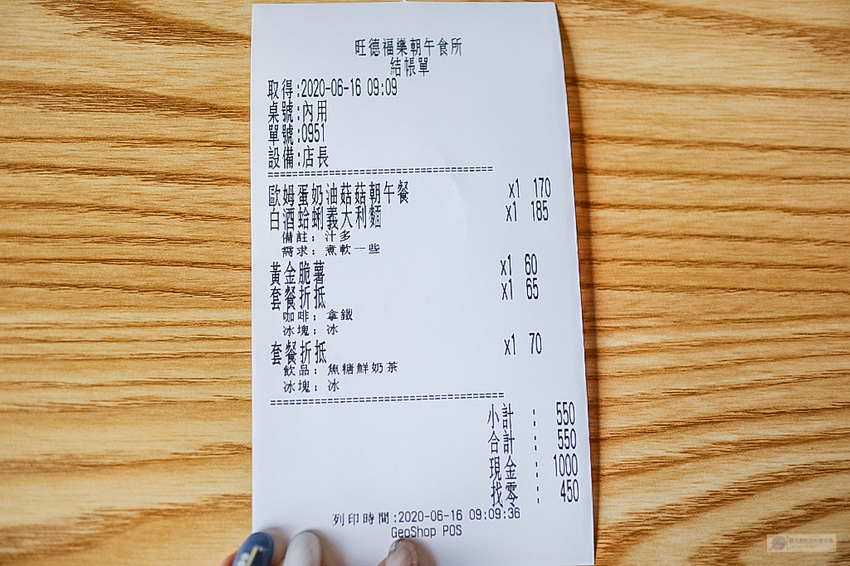 旺德福樂朝午食所
結帳單
取得:2020-06-16 09:09
桌號:內用
單號:0951
設備:店長
=========================================
歐姆蛋奶油菇菇朝午餐 x1 170
白酒蛤蜊義大利麵 x1 185
備註: 汁多
需求: 煮軟一些
黃金脆薯 x1 60
套餐折抵 x1 65
咖啡: 拿鐵
冰塊: 冰
套餐折抵 x1 70
飲品: 焦糖鮮奶茶
冰塊: 冰
=========================================
小計 : 550
合計 : 550
現金 : 1000
找零 : 450
列印時間:2020-06-16 09:09:36
GeoShop POS